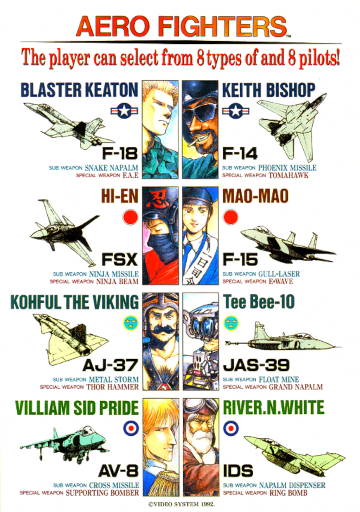 AERO FIGHTERS™
The player can select from 8 types of and 8 pilots!
BLASTER KEATON
F-18
SUB WEAPON SNAKE NAPALM
SPECIAL WEAPON F.A.E
KEITH BISHOP
F-14
SUB WEAPON PHOENIX MISSILE
SPECIAL WEAPON TOMAHAWK
HI-EN
FSX
SUB WEAPON NINJA MISSILE
SPECIAL WEAPON NINJA BEAM
MAO-MAO
F-15
SUB WEAPON GULL-LASER
SPECIAL WEAPON E•WAVE
KOHFUL THE VIKING
AJ-37
SUB WEAPON METAL STORM
SPECIAL WEAPON THOR HAMMER
Tee Bee-10
JAS-39
SUB WEAPON FLOAT MINE
SPECIAL WEAPON GRAND NAPALM
VILLIAM SID PRIDE
AV-8
SUB WEAPON CROSS MISSILE
SPECIAL WEAPON SUPPORTING BOMBER
RIVER.N.WHITE
IDS
SUB WEAPON NAPALM DISPENSER
SPECIAL WEAPON RING BOMB
©VIDEO SYSTEM 1992.